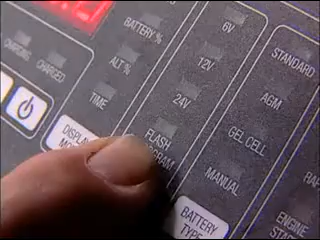 CHARGING
CHARGED
BATTERY %
ALT %
TIME
DISPLAY
6V
12V
24V
FLASH
STANDARD
AGM
GEL CELL
MANUAL
BATTERY
TYPE
ENGINE